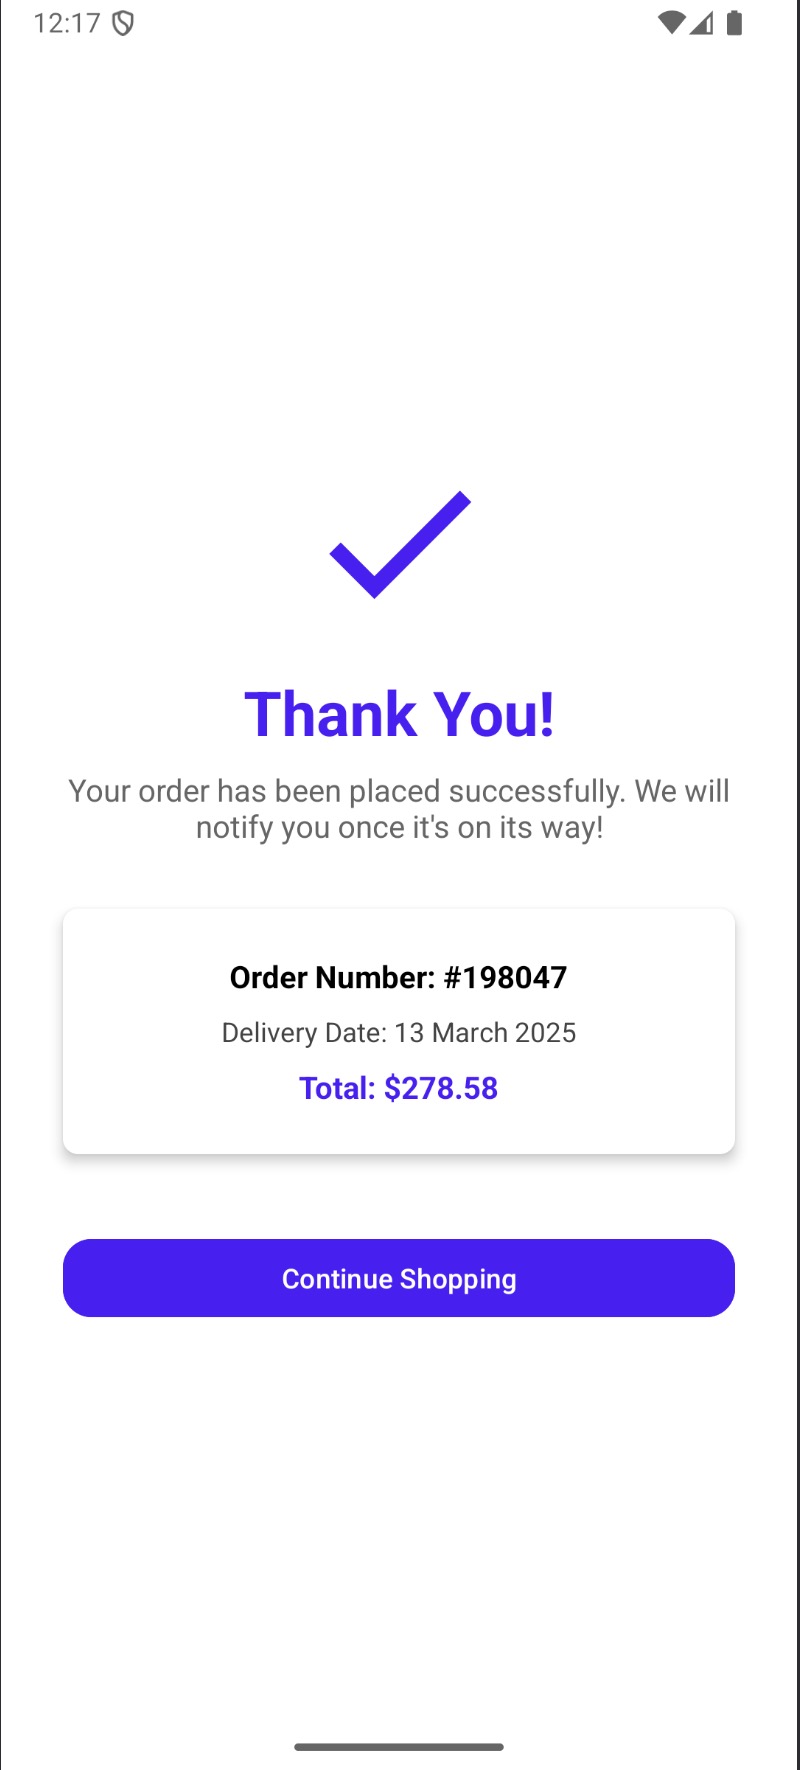 12:17
Thank You!
Your order has been placed successfully. We will
notify you once it's on its way!
Order Number: #198047
Delivery Date: 13 March 2025
Total: $278.58
Continue Shopping